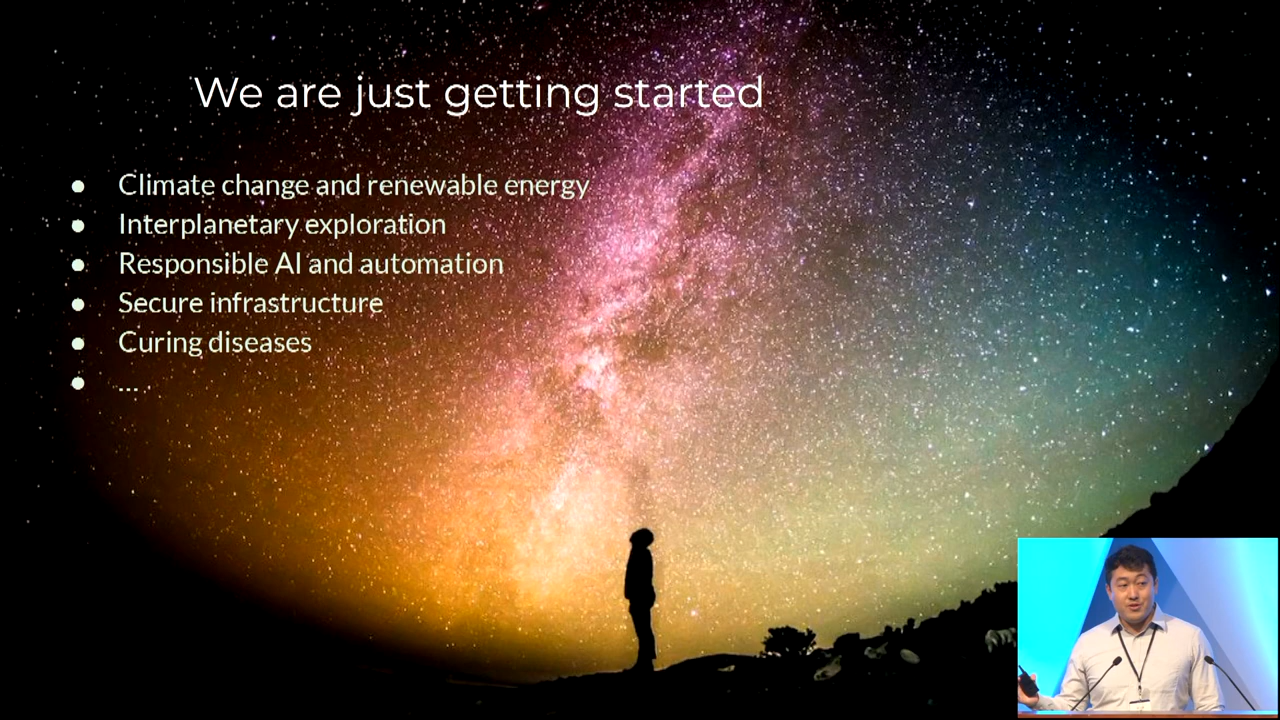 We are just getting started
● Climate change and renewable energy
● Interplanetary exploration
● Responsible AI and automation
● Secure infrastructure
● Curing diseases
● ...